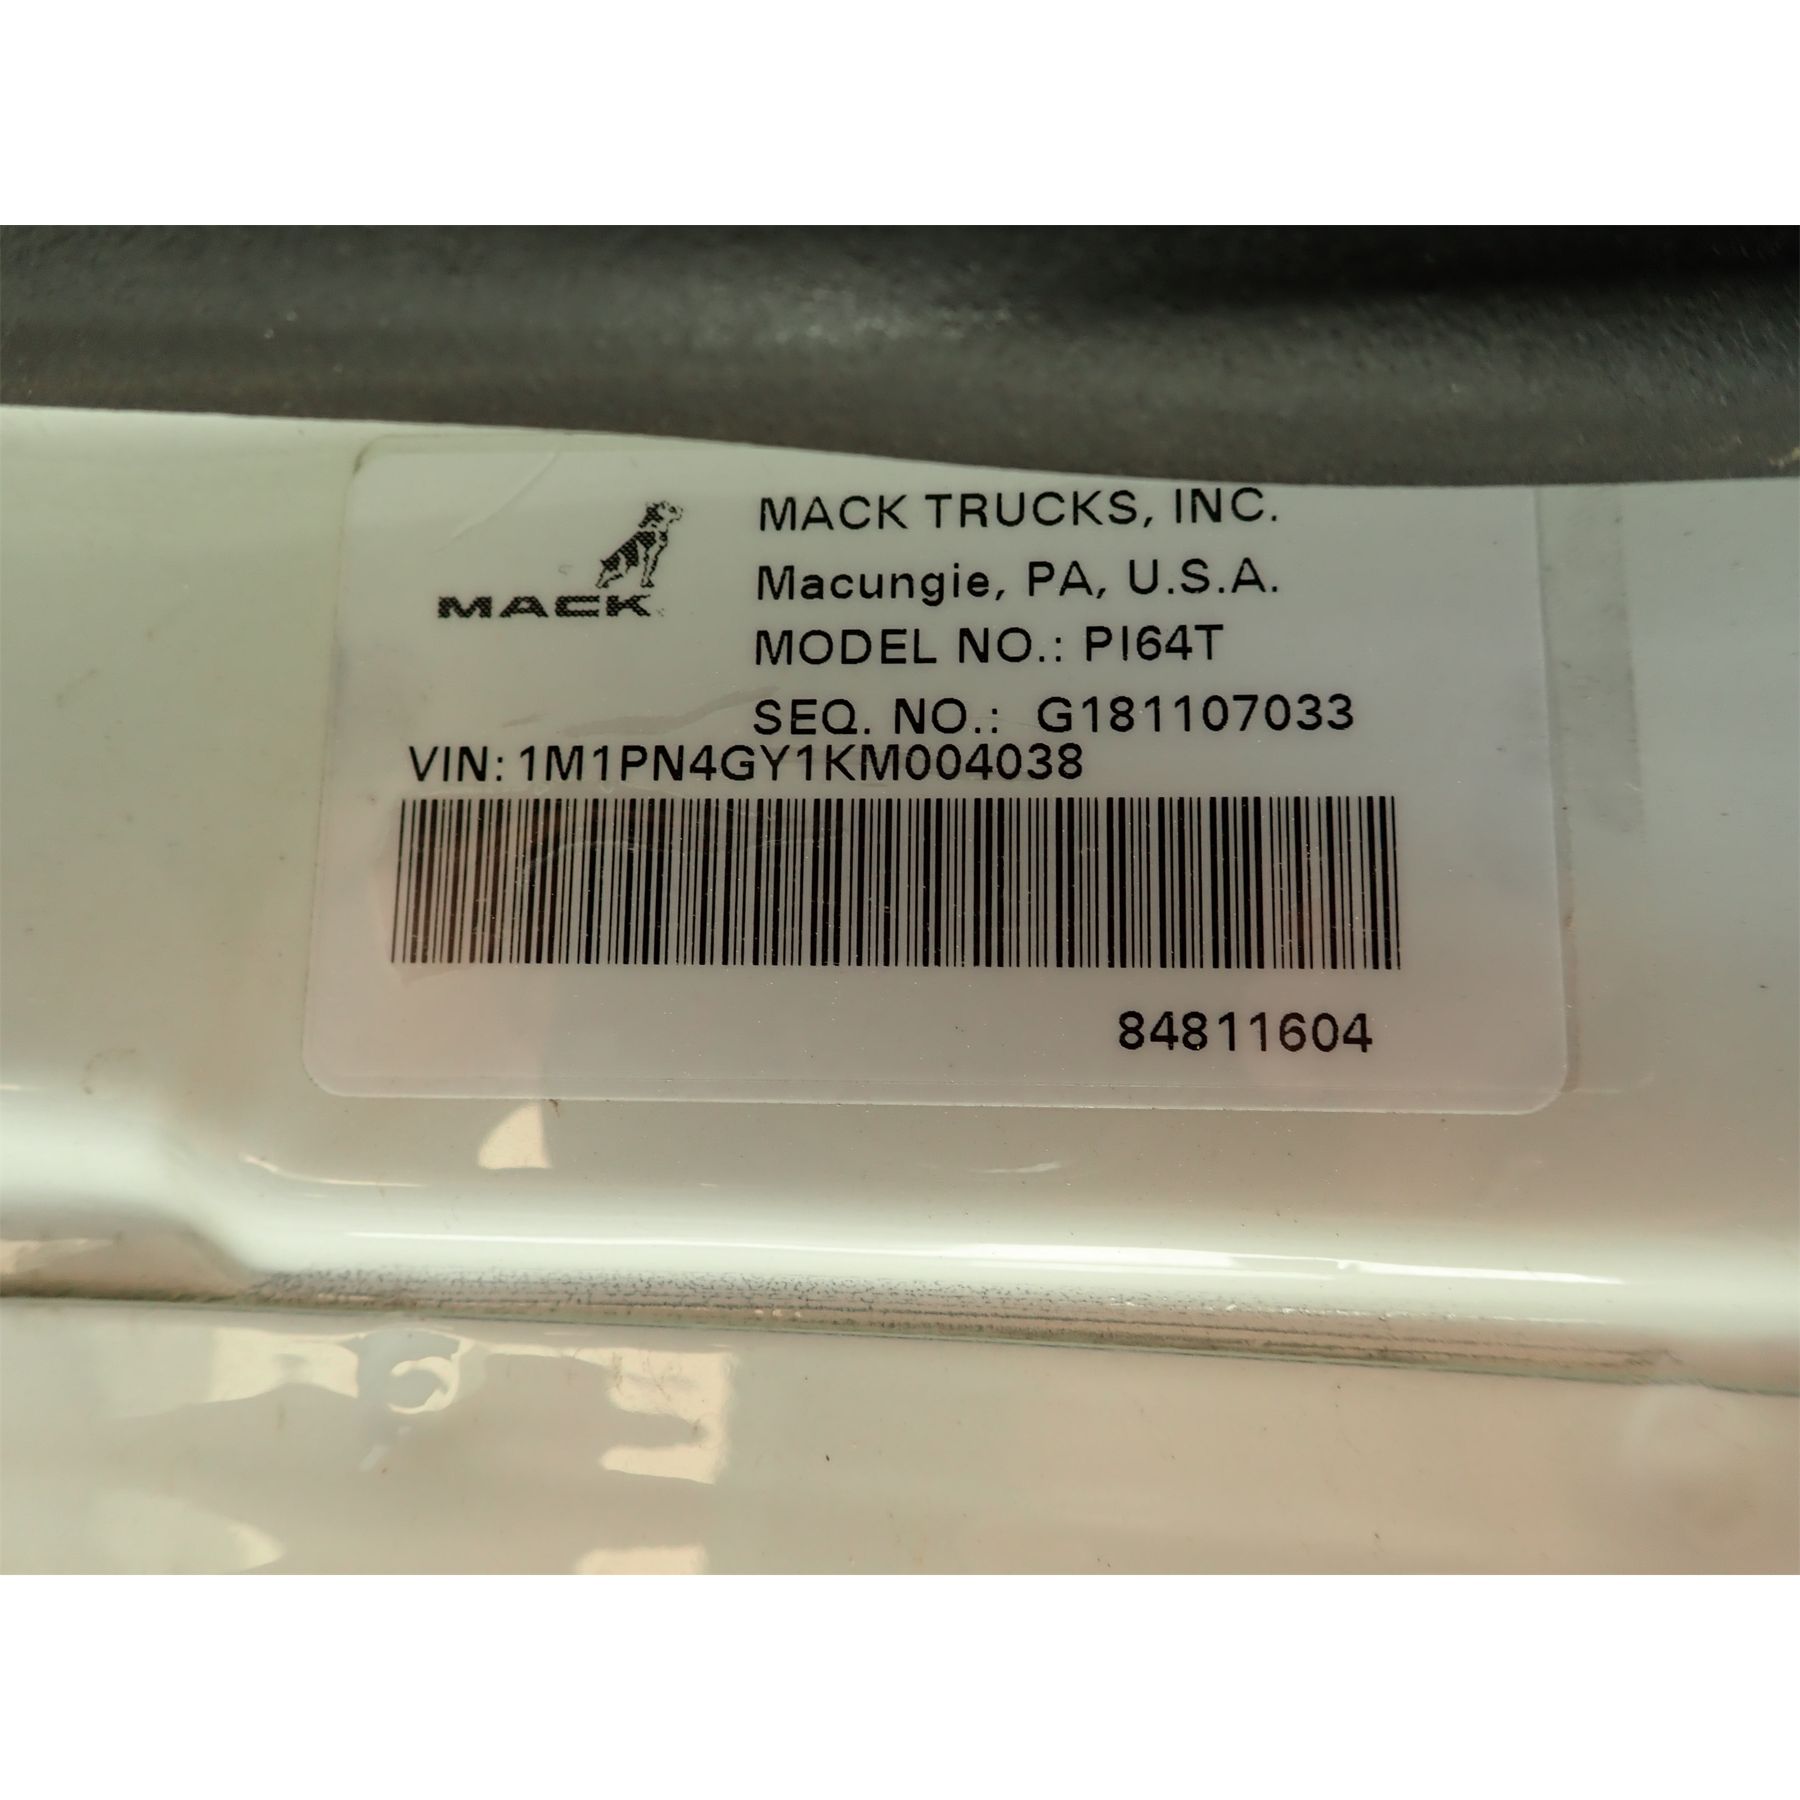 MACK
MACK TRUCKS, INC.
Macungie, PA, U.S.A.
MODEL NO.: PI64T
SEQ. NO.: G181107033
VIN: 1M1PN4GY1KM004038
84811604